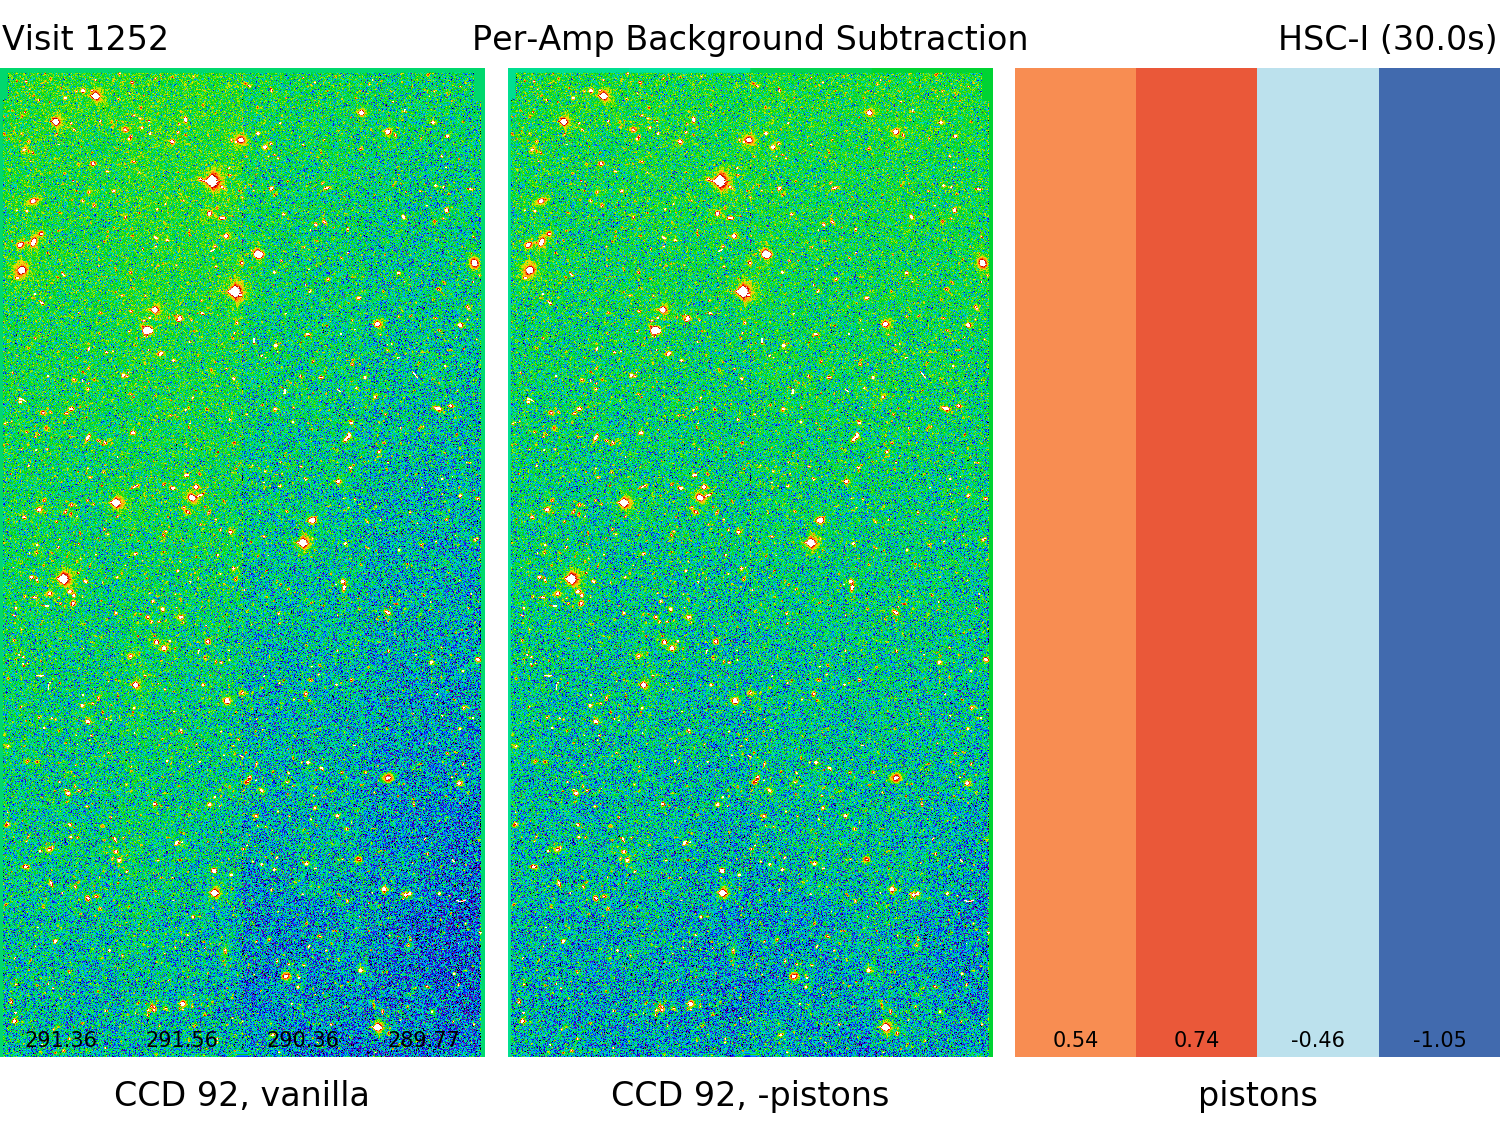 Visit 1252 Per-Amp Background Subtraction HSC-I (30.0s)
291.36 291.56 290.36 289.77 0.54 0.74 -0.46 -1.05
CCD 92, vanilla CCD 92, -pistons pistons